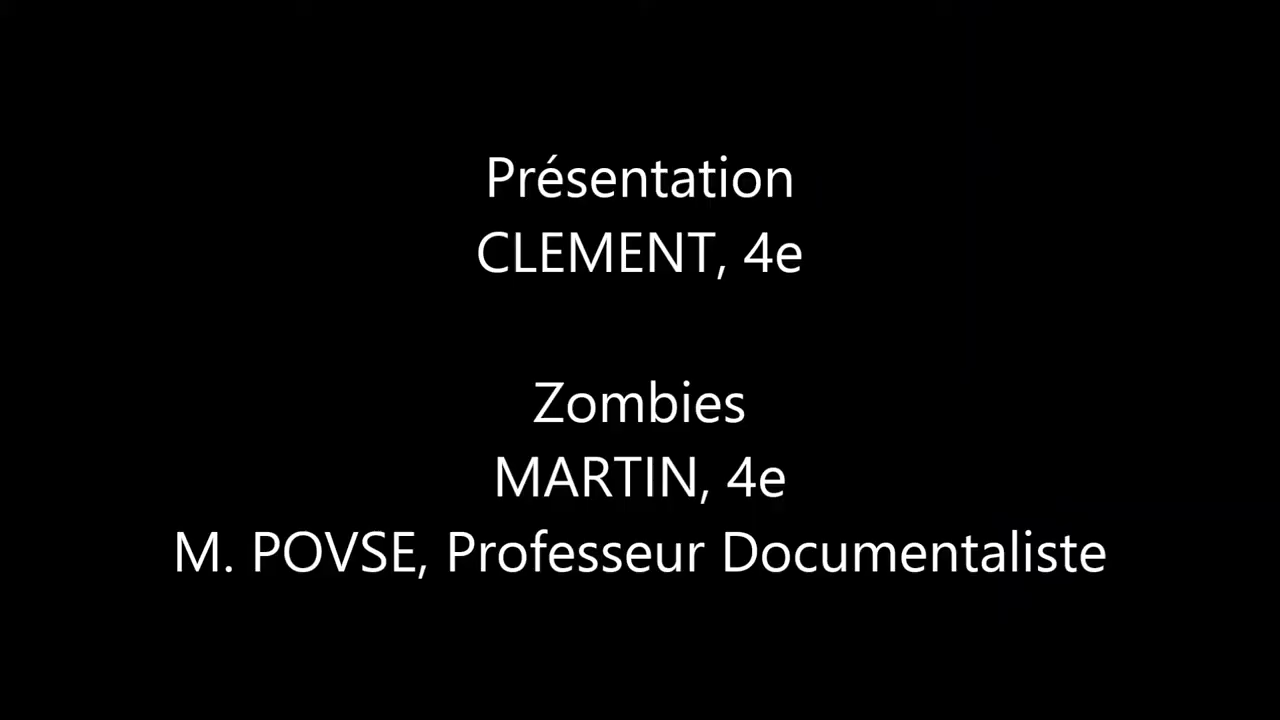 Présentation
CLEMENT, 4e
Zombies
MARTIN, 4e
M. POVSE, Professeur Documentaliste